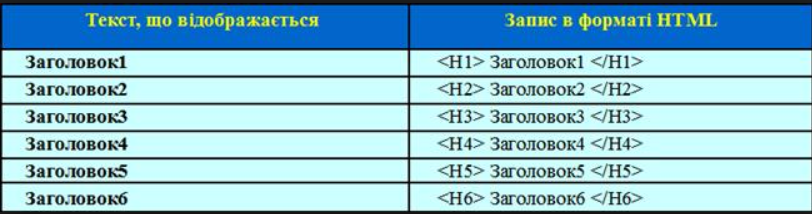 Текст, що відображається Запис в форматі HTML
Заголовок1 <H1> Заголовок1 </H1>
Заголовок2 <H2> Заголовок2 </H2>
Заголовок3 <H3> Заголовок3 </H3>
Заголовок4 <H4> Заголовок4 </H4>
Заголовок5 <H5> Заголовок5 </H5>
Заголовок6 <H6> Заголовок6 </H6>